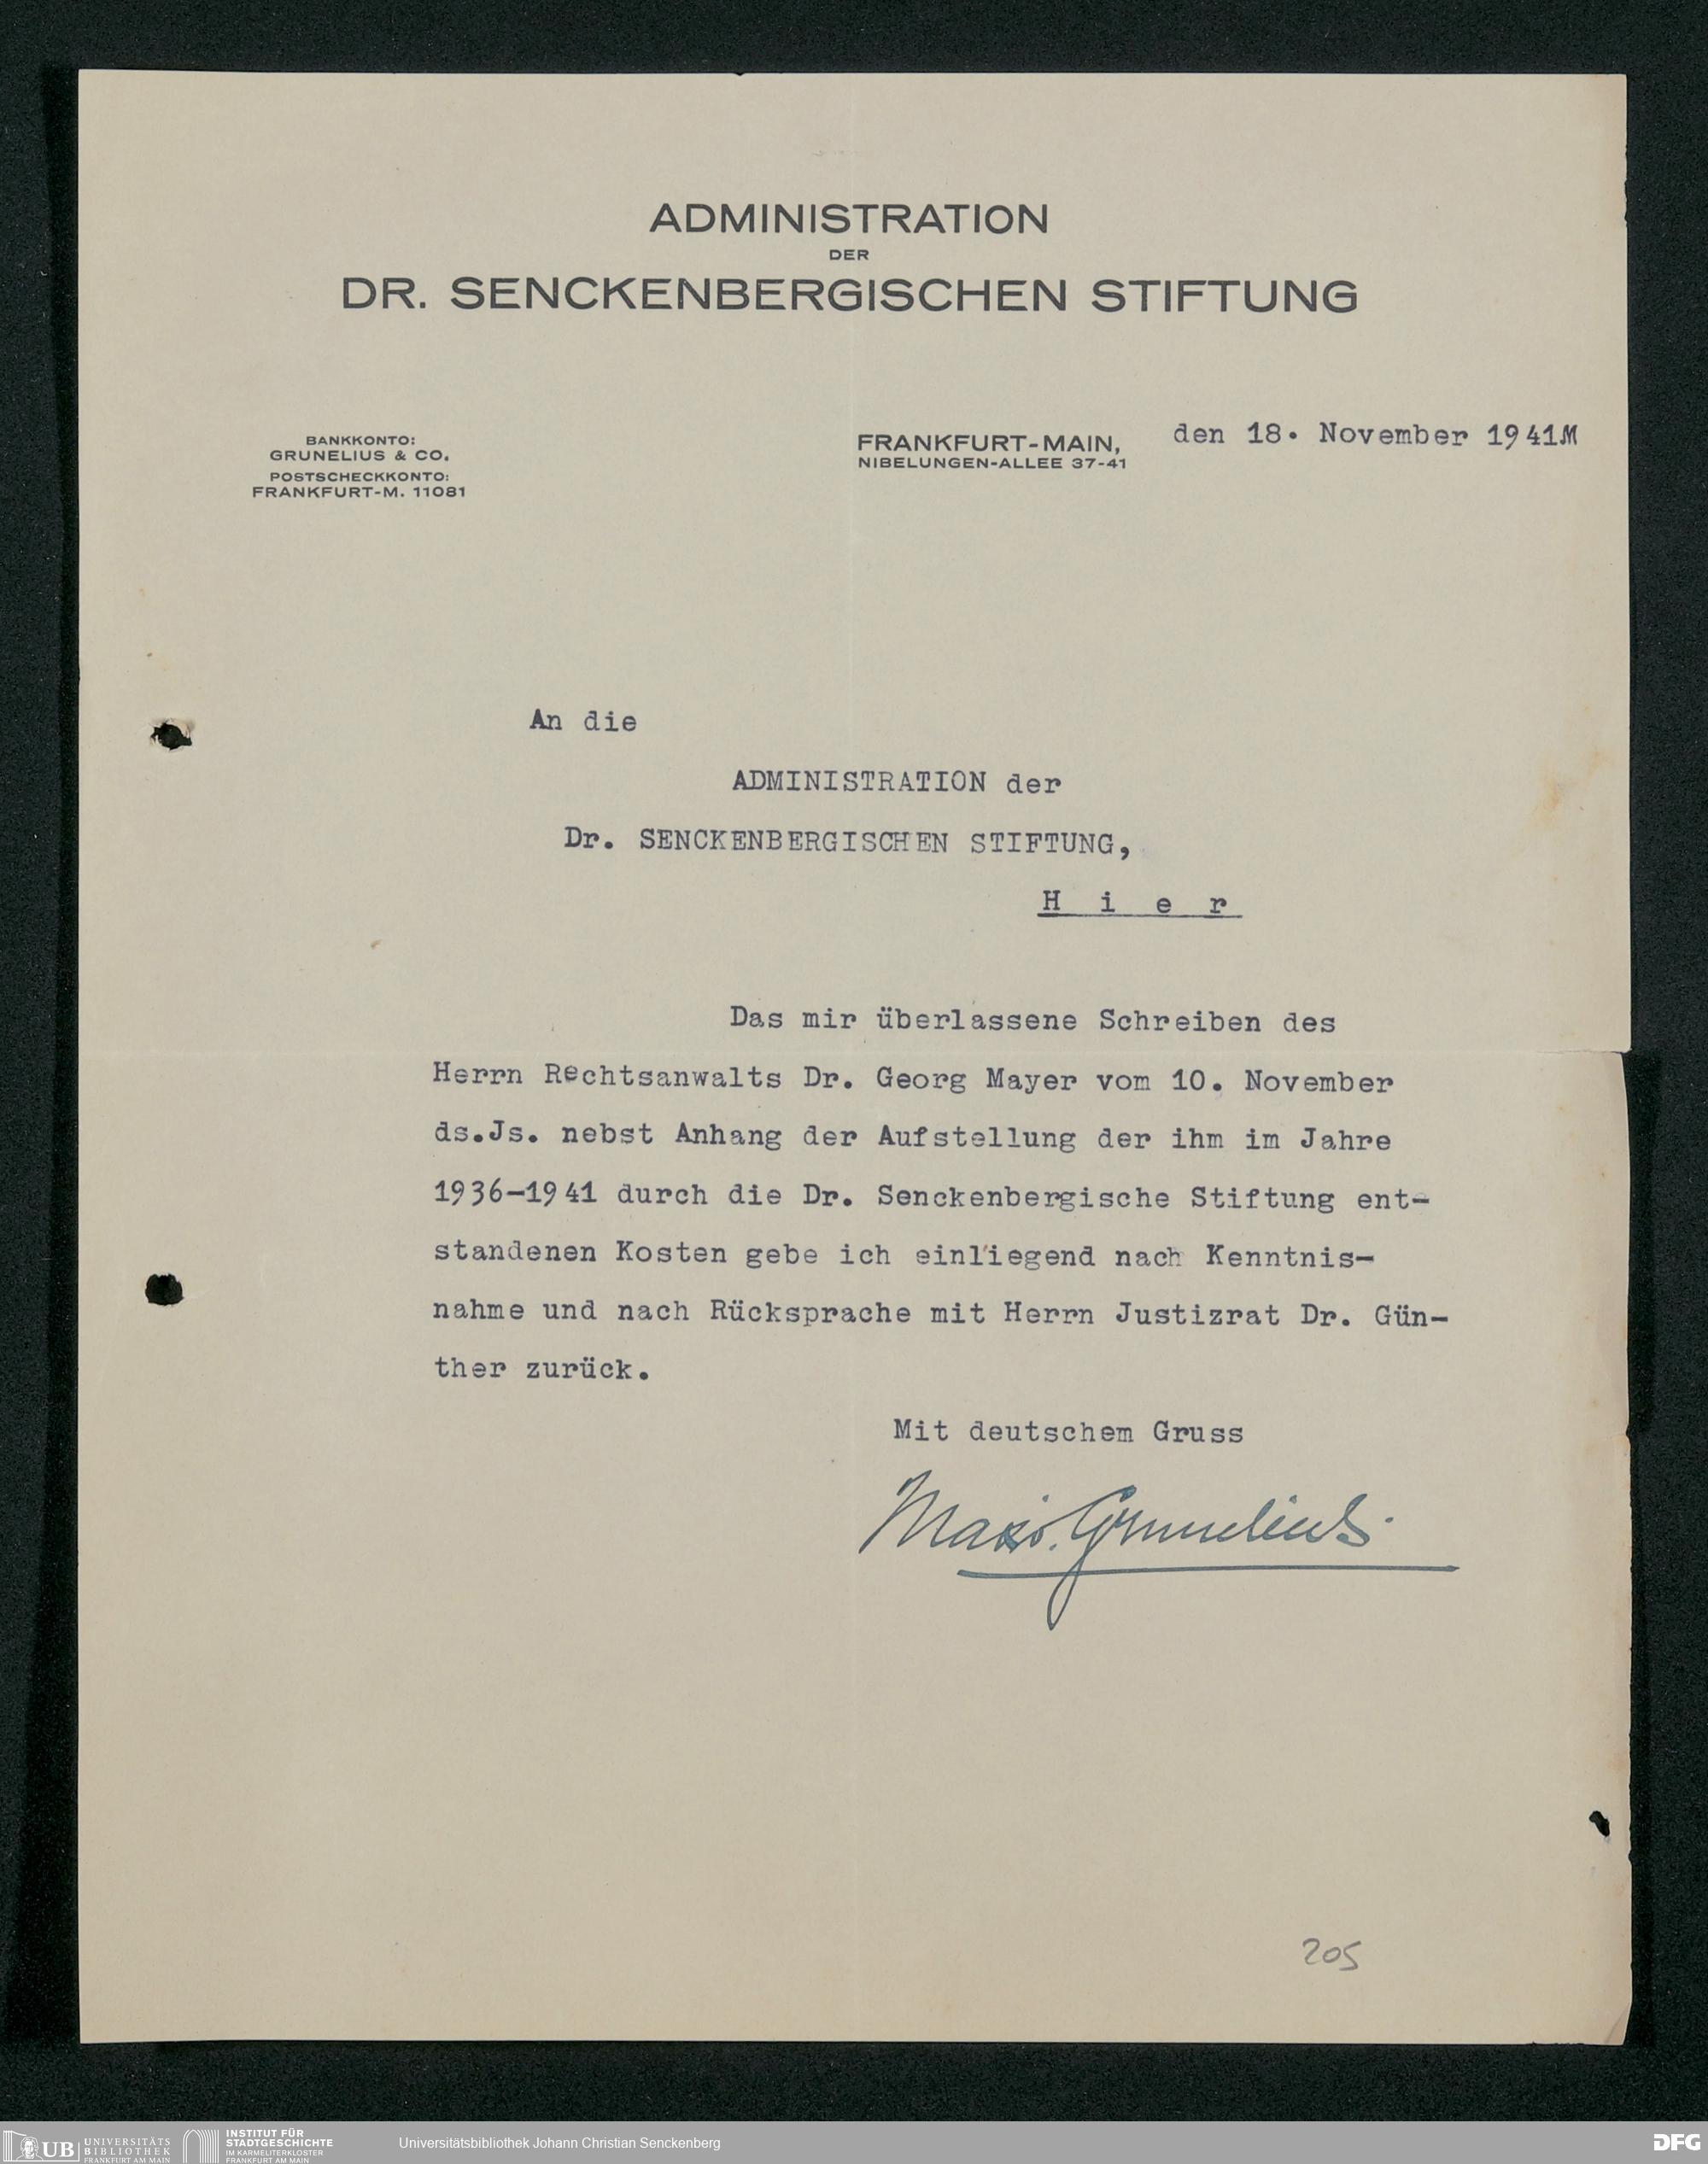 ADMINISTRATION
DER
DR. SENCKENBERGISCHEN STIFTUNG
BANKKONTO:
GRUNELIUS & CO.
POSTSCHECKKONTO:
FRANKFURT-M. 11081
FRANKFURT-MAIN, den 18. November 1941M
NIBELUNGEN-ALLEE 37-41
An die
ADMINISTRATION der
Dr. SENCKENBERGISCHEN STIFTUNG,
H i e r
Das mir überlassene Schreiben des
Herrn Rechtsanwalts Dr. Georg Mayer vom 10. November
ds.Js. nebst Anhang der Aufstellung der ihm im Jahre
1936-1941 durch die Dr. Senckenbergische Stiftung ent-
standenen Kosten gebe ich einliegend nach Kenntnis-
nahme und nach Rücksprache mit Herrn Justizrat Dr. Gün-
ther zurück.
Mit deutschem Gruss
Grunelius.
205
UB UNIVERSITÄTS
BIBLIOTHEK
FRANKFURT AM MAIN
INSTITUT FÜR
STADTGESCHICHTE
IM KARMELITERKLOSTER
FRANKFURT AM MAIN
Universitätsbibliothek Johann Christian Senckenberg
DFG